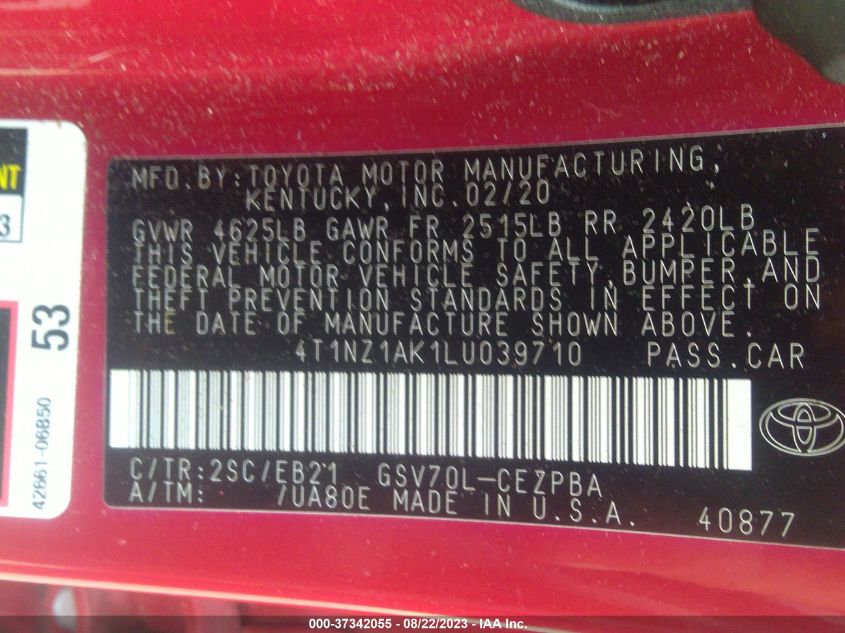 MFD.BY:TOYOTA MOTOR MANUFACTURING,
KENTUCKY, INC.02/20
GVWR 4625LB GAWR FR 2515LB RR 2420LB
THIS VEHICLE CONFORMS TO ALL APPLICABLE
FEDERAL MOTOR VEHICLE SAFETY,BUMPER,AND
THEFT PREVENTION STANDARDS IN EFFECT ON
THE DATE OF MANUFACTURE SHOWN ABOVE.
4T1NZ1AK1LU039710 PASS.CAR
C/TR:2SC/EB21 GSV70L-CEZPBA
A/TM: /UA80E MADE IN U.S.A.
40877
NT
3
53
42661-06B50
000-37342055 - 08/22/2023 - IAA Inc.